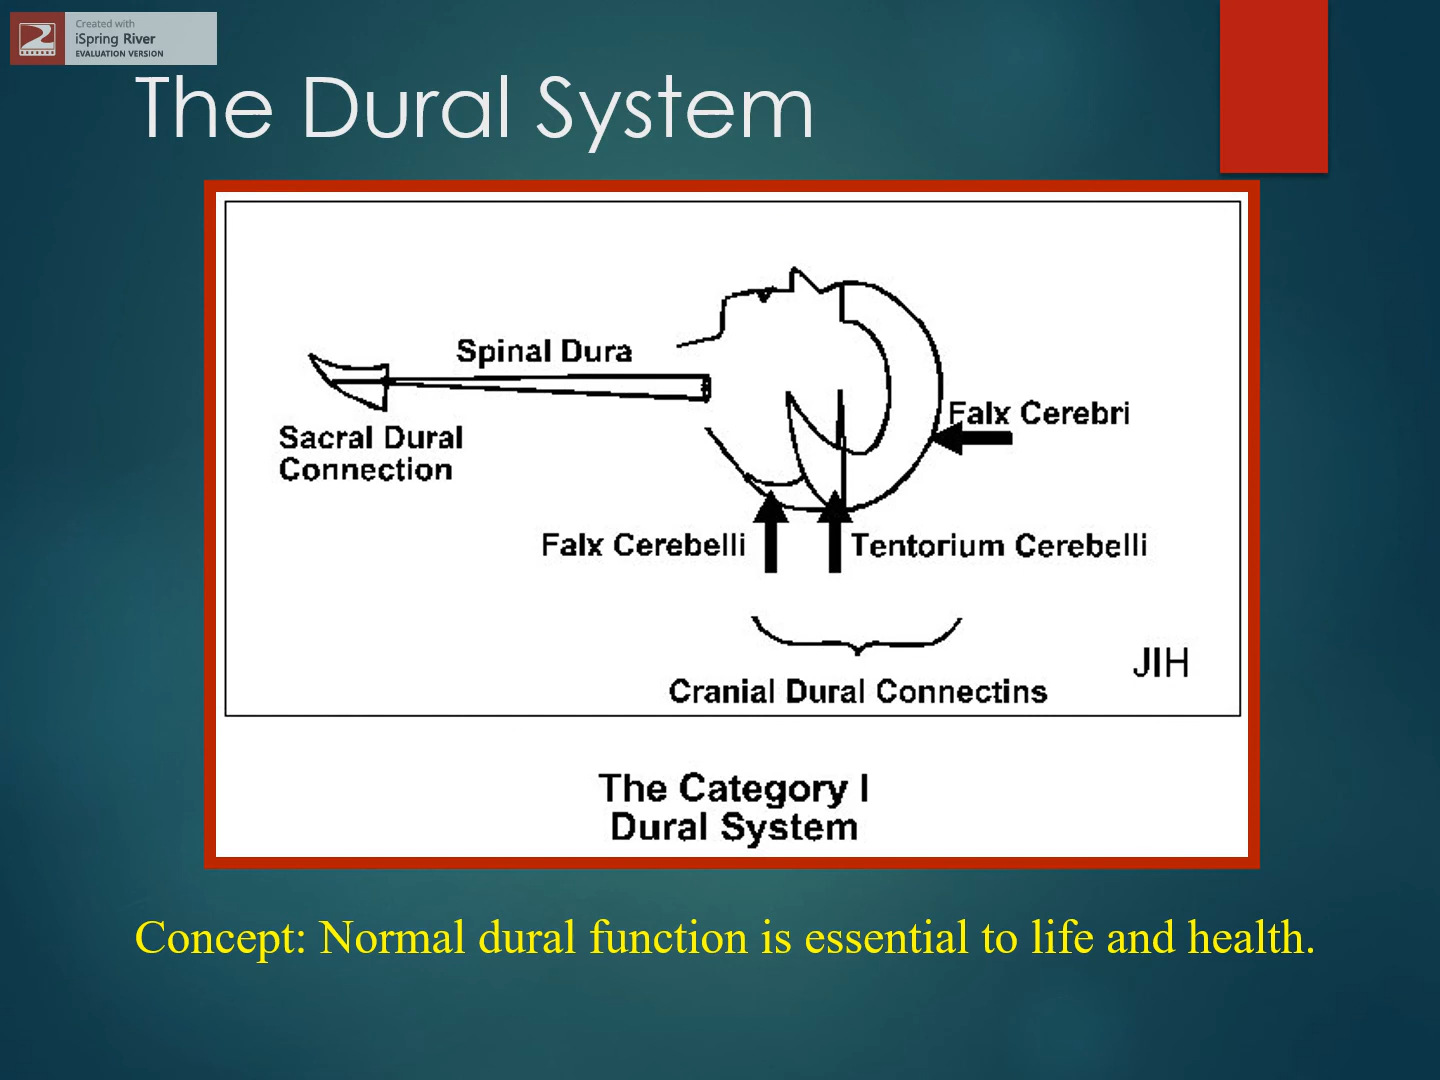 Created with
iSpring River
EVALUATION VERSION
The Dural System
Spinal Dura
Falx Cerebri
Sacral Dural
Connection
Falx Cerebelli
Tentorium Cerebelli
JIH
Cranial Dural Connectins
The Category I
Dural System
Concept: Normal dural function is essential to life and health.